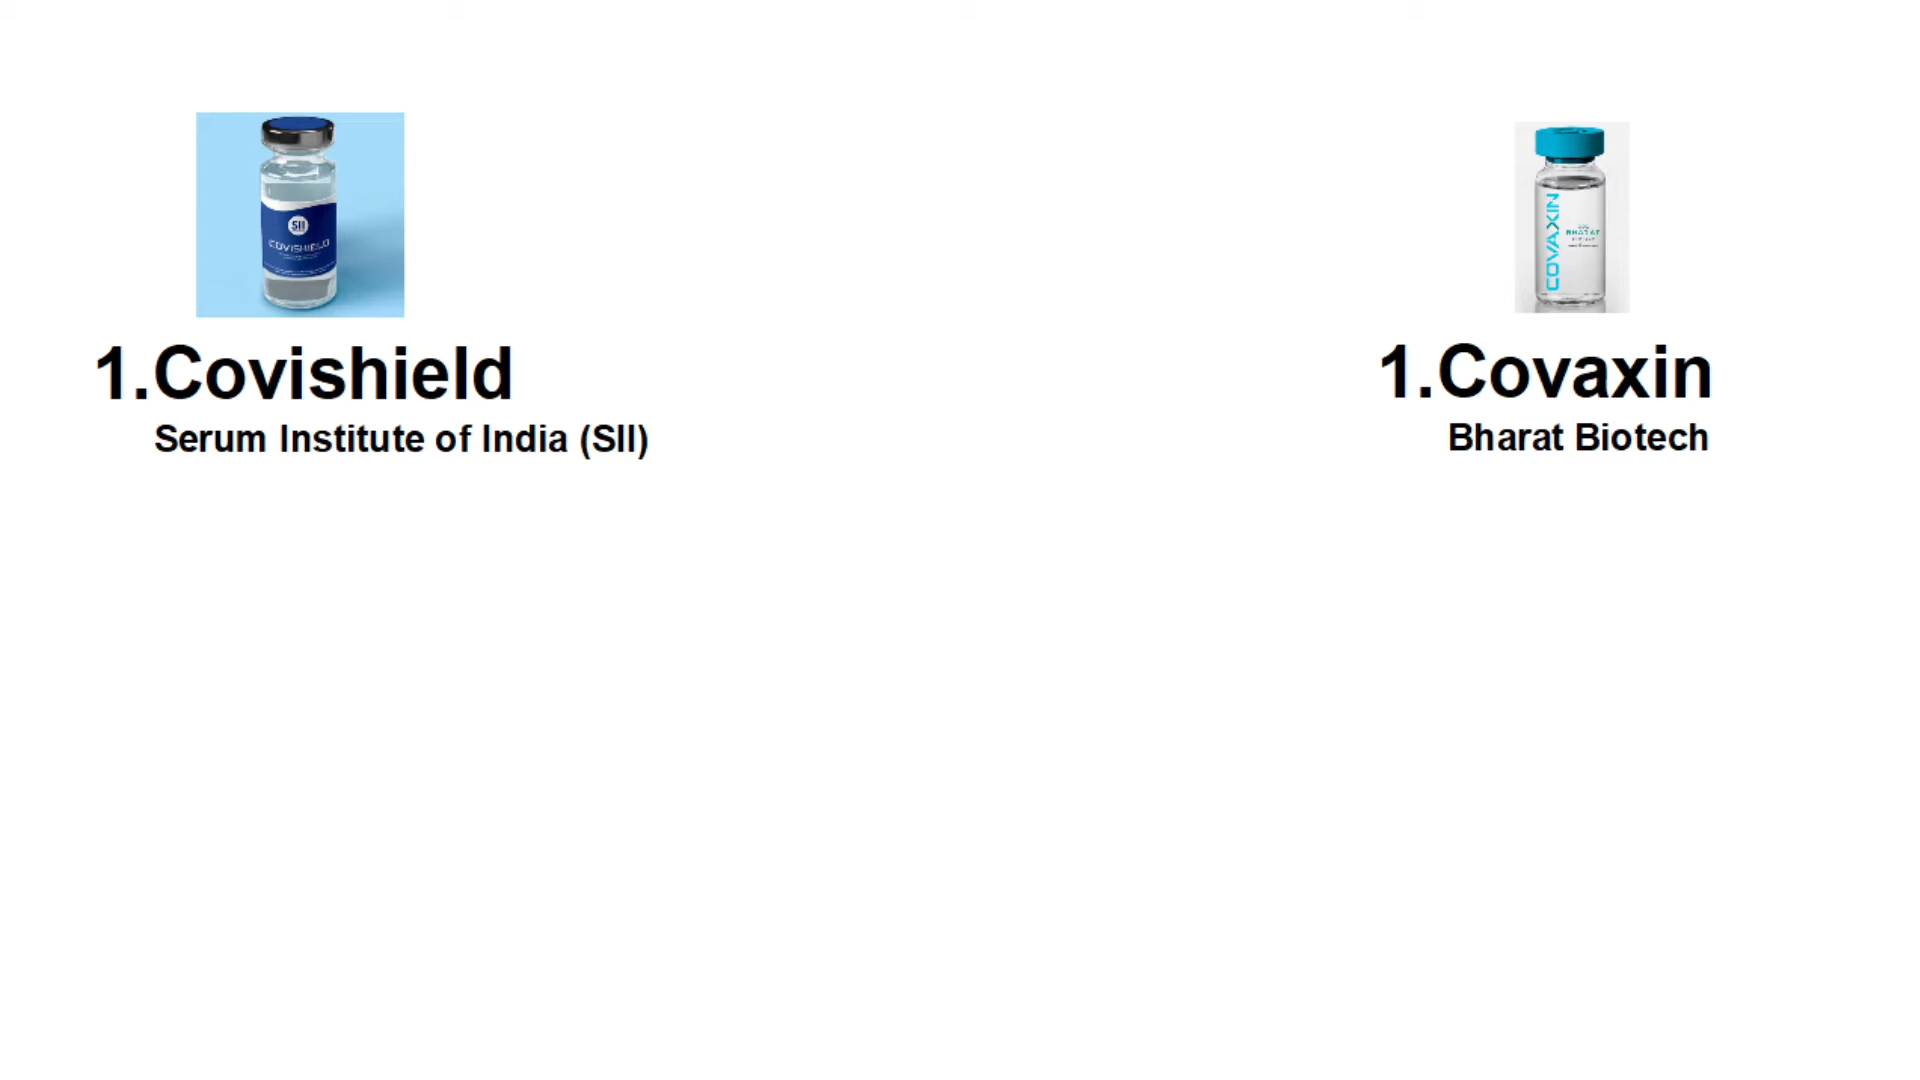 SII
COVISHIELD
1.Covishield
Serum Institute of India (SII)
COVAXIN
BHARAT
1.Covaxin
Bharat Biotech